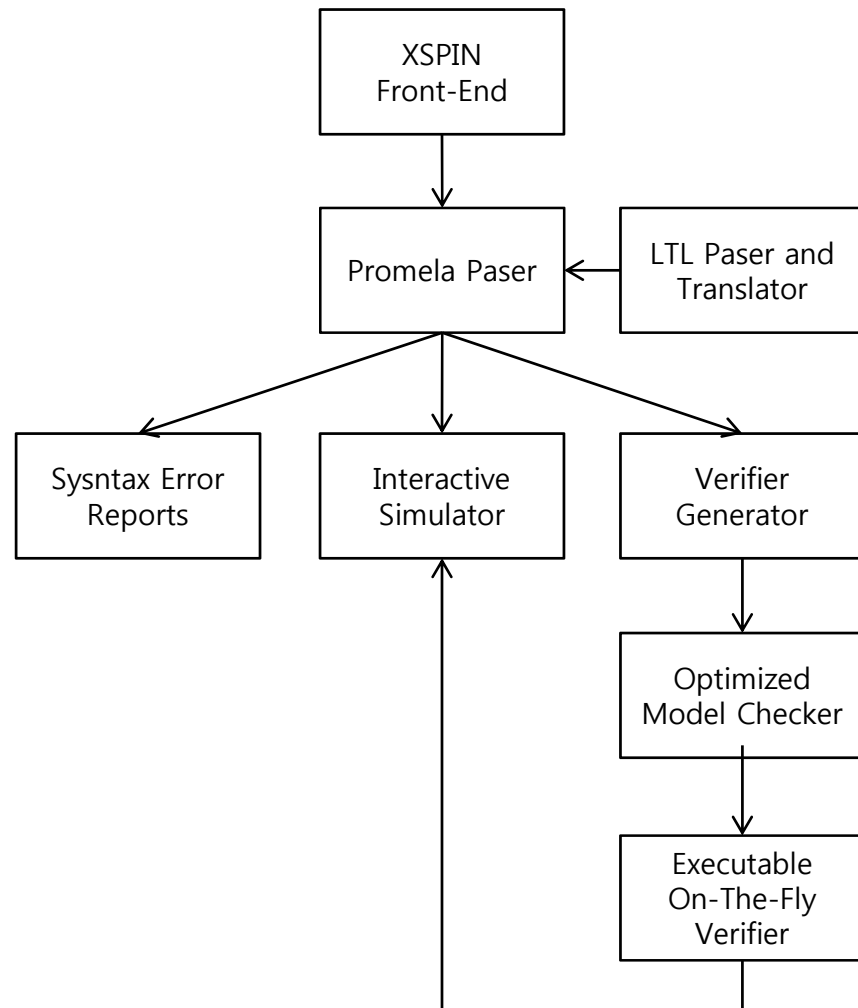 XSPIN
Front-End
Promela Paser
LTL Paser and
Translator
Sysntax Error
Reports
Interactive
Simulator
Verifier
Generator
Optimized
Model Checker
Executable
On-The-Fly
Verifier